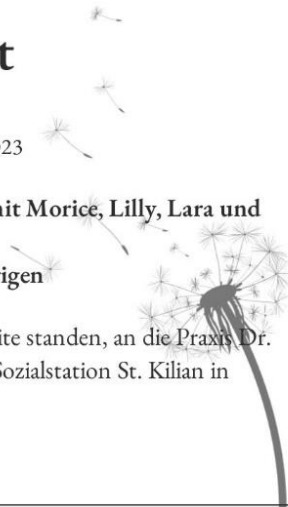 t
023
mit Morice, Lilly, Lara und
rigen
ite standen, an die Praxis Dr.
Sozialstation St. Kilian in